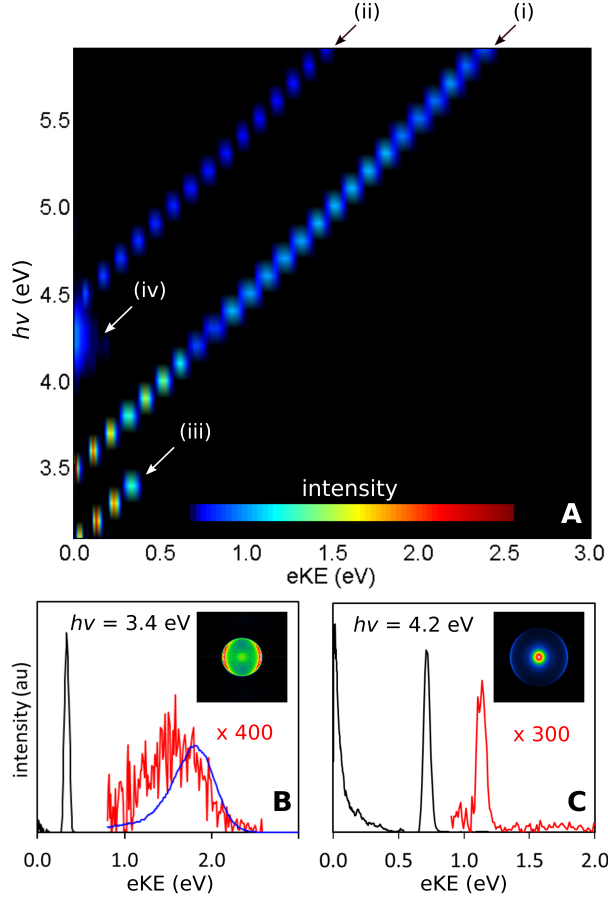 (ii) (i)
5.5
5.0
4.5
4.0
3.5
hν (eV)
(iv)
(iii)
intensity
A
0.0 0.5 1.0 1.5 2.0 2.5 3.0
eKE (eV)
hν = 3.4 eV
x 400
B
intensity (au)
0.0 1.0 2.0
eKE (eV)
hν = 4.2 eV
x 300
C
0.0 0.5 1.0 1.5 2.0
eKE (eV)